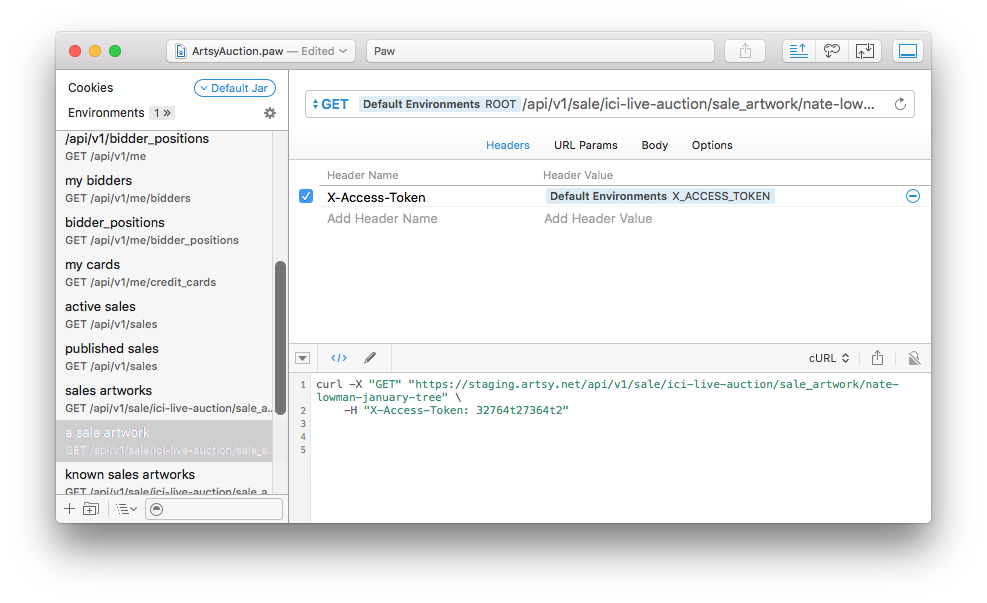 ArtsyAuction.paw — Edited
Paw
Cookies
Default Jar
Environments 1 »
/api/v1/bidder_positions
GET /api/v1/me
my bidders
GET /api/v1/me/bidders
bidder_positions
GET /api/v1/me/bidder_positions
my cards
GET /api/v1/me/credit_cards
active sales
GET /api/v1/sales
published sales
GET /api/v1/sales
sales artworks
GET /api/v1/sale/ici-live-auction/sale_a...
a sale artwork
GET /api/v1/sale/ici-live-auction/sale_a...
known sales artworks
GET /api/v1/sale/ici-live-auction/sale_a
GET Default Environments ROOT /api/v1/sale/ici-live-auction/sale_artwork/nate-low...
Headers URL Params Body Options
Header Name Header Value
X-Access-Token Default Environments X_ACCESS_TOKEN
Add Header Name Add Header Value
</> cURL
1 curl -X "GET" "https://staging.artsy.net/api/v1/sale/ici-live-auction/sale_artwork/nate-
lowman-january-tree" \
2 -H "X-Access-Token: 32764t27364t2"
3
4
5